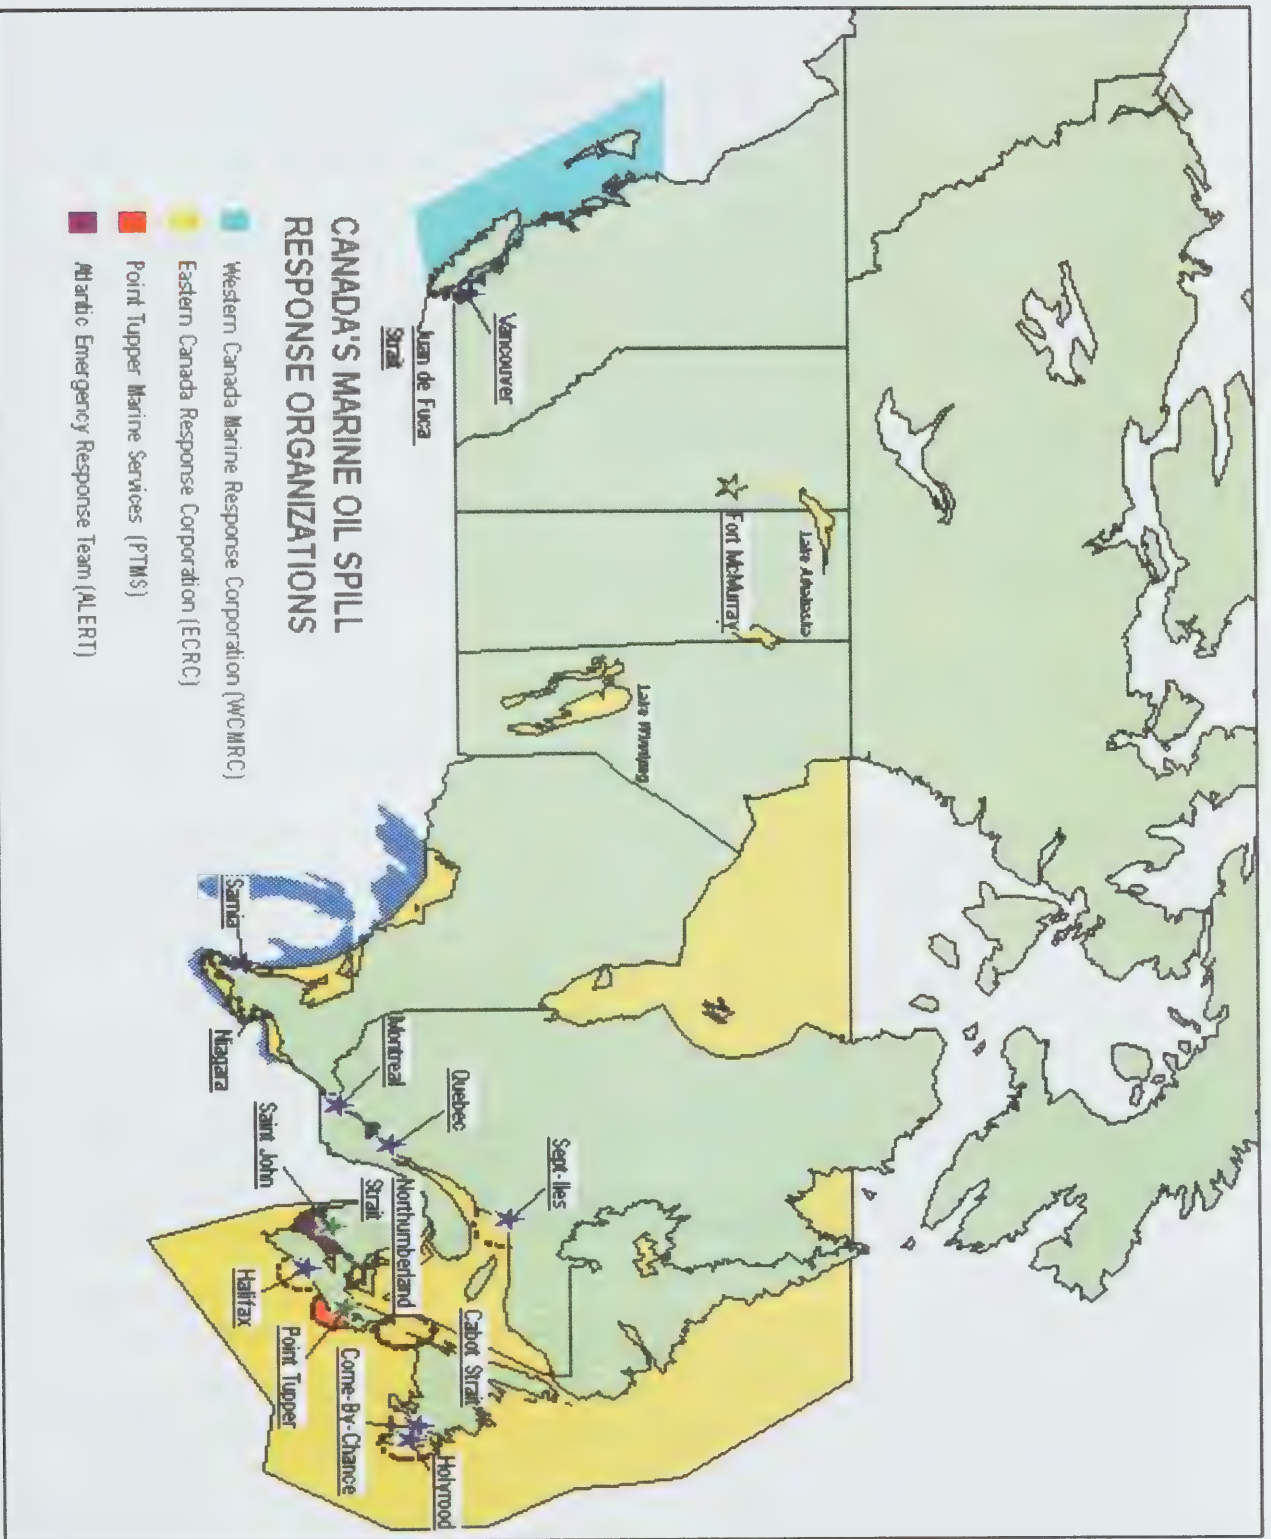 Lake Athabaska
Fort McMurray
Lake Winnipeg
Vancouver
Juan de Fuca
Strait
Sept-Iles
Quebec
Montreal
Northumberland
Strait
Cabot Strait
Holyrood
Come-By-Chance
Point Tupper
Halifax
Saint John
Niagara
Sarnia
CANADA'S MARINE OIL SPILL
RESPONSE ORGANIZATIONS
Western Canada Marine Response Corporation (WCMRC)
Eastern Canada Response Corporation (ECRC)
Point Tupper Marine Services (PTMS)
Atlantic Emergency Response Team (ALERT)